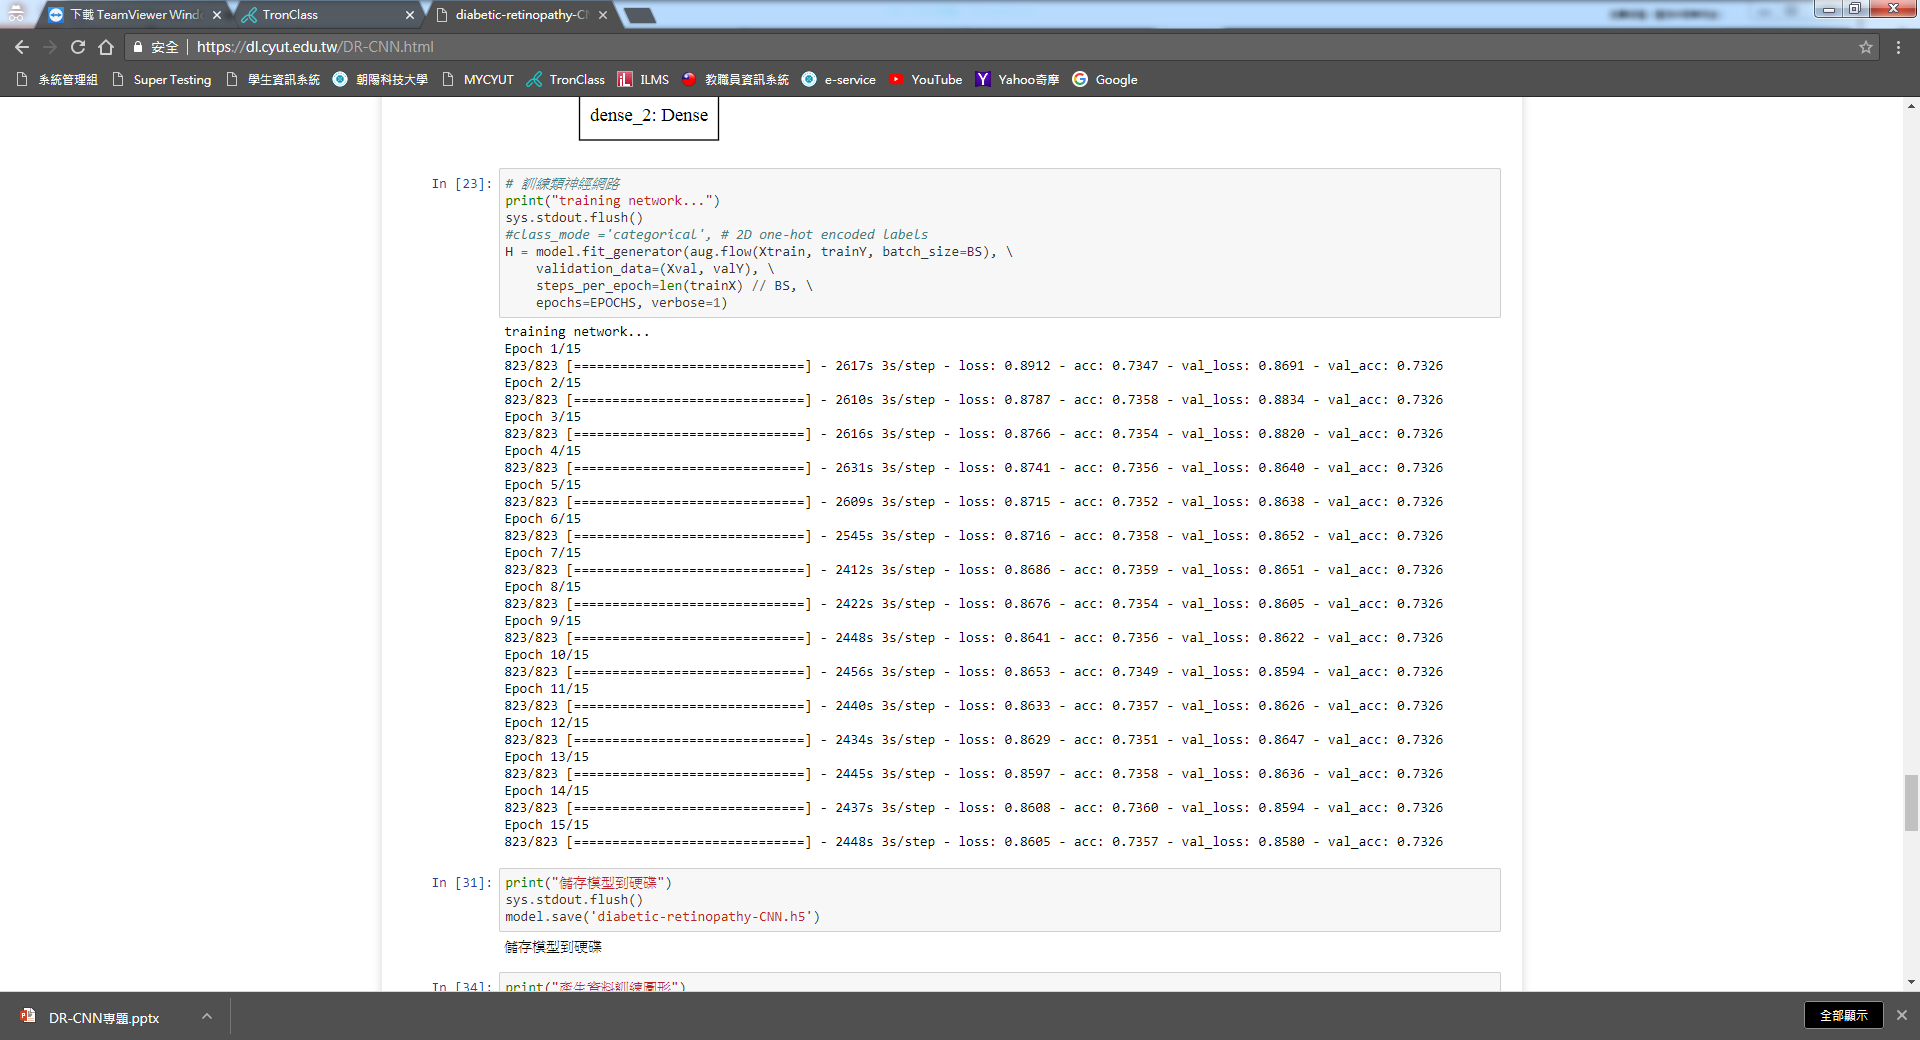 下載 TeamViewer Windo
TronClass
diabetic-retinopathy-CN
安全
https://dl.cyut.edu.tw/DR-CNN.html
系統管理組
Super Testing
學生資訊系統
朝陽科技大學
MYCYUT
TronClass
iL
ILMS
教職員資訊系統
e-service
YouTube
Yahoo奇摩
Google
dense_2: Dense
In [23]:
# 訓練類神經網路
print("training network...")
sys.stdout.flush()
#class_mode ='categorical', # 2D one-hot encoded labels
H = model.fit_generator(aug.flow(Xtrain, trainY, batch_size=BS), \
    validation_data=(Xval, valY), \
    steps_per_epoch=len(trainX) // BS, \
    epochs=EPOCHS, verbose=1)
training network...
Epoch 1/15
823/823 [==============================] - 2617s 3s/step - loss: 0.8912 - acc: 0.7347 - val_loss: 0.8691 - val_acc: 0.7326
Epoch 2/15
823/823 [==============================] - 2610s 3s/step - loss: 0.8787 - acc: 0.7358 - val_loss: 0.8834 - val_acc: 0.7326
Epoch 3/15
823/823 [==============================] - 2616s 3s/step - loss: 0.8766 - acc: 0.7354 - val_loss: 0.8820 - val_acc: 0.7326
Epoch 4/15
823/823 [==============================] - 2631s 3s/step - loss: 0.8741 - acc: 0.7356 - val_loss: 0.8640 - val_acc: 0.7326
Epoch 5/15
823/823 [==============================] - 2609s 3s/step - loss: 0.8715 - acc: 0.7352 - val_loss: 0.8638 - val_acc: 0.7326
Epoch 6/15
823/823 [==============================] - 2545s 3s/step - loss: 0.8716 - acc: 0.7358 - val_loss: 0.8652 - val_acc: 0.7326
Epoch 7/15
823/823 [==============================] - 2412s 3s/step - loss: 0.8686 - acc: 0.7359 - val_loss: 0.8651 - val_acc: 0.7326
Epoch 8/15
823/823 [==============================] - 2422s 3s/step - loss: 0.8676 - acc: 0.7354 - val_loss: 0.8605 - val_acc: 0.7326
Epoch 9/15
823/823 [==============================] - 2448s 3s/step - loss: 0.8641 - acc: 0.7356 - val_loss: 0.8622 - val_acc: 0.7326
Epoch 10/15
823/823 [==============================] - 2456s 3s/step - loss: 0.8653 - acc: 0.7349 - val_loss: 0.8594 - val_acc: 0.7326
Epoch 11/15
823/823 [==============================] - 2440s 3s/step - loss: 0.8633 - acc: 0.7357 - val_loss: 0.8626 - val_acc: 0.7326
Epoch 12/15
823/823 [==============================] - 2434s 3s/step - loss: 0.8629 - acc: 0.7351 - val_loss: 0.8647 - val_acc: 0.7326
Epoch 13/15
823/823 [==============================] - 2445s 3s/step - loss: 0.8597 - acc: 0.7358 - val_loss: 0.8636 - val_acc: 0.7326
Epoch 14/15
823/823 [==============================] - 2437s 3s/step - loss: 0.8608 - acc: 0.7360 - val_loss: 0.8594 - val_acc: 0.7326
Epoch 15/15
823/823 [==============================] - 2448s 3s/step - loss: 0.8605 - acc: 0.7357 - val_loss: 0.8580 - val_acc: 0.7326
In [31]:
print("儲存模型到硬碟")
sys.stdout.flush()
model.save('diabetic-retinopathy-CNN.h5')
儲存模型到硬碟
In [34]:
print("產生資料訓練圖形")
DR-CNN專題.pptx
全部顯示